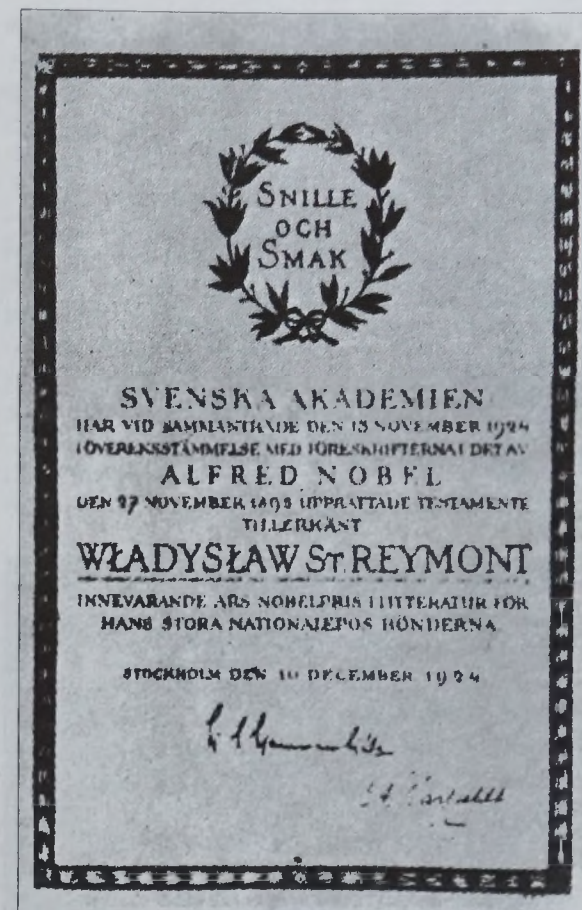 SNILLE
OCH
SMAK
SVENSKA AKADEMIEN
HAR VID SAMMANTRÄDE DEN 13 NOVEMBER 1924
I ÖVERENSSTÄMMELSE MED FÖRESKRIFTERNA I DET AV
ALFRED NOBEL
DEN 27 NOVEMBER 1895 UPPRÄTTADE TESTAMENTE
TILLERKÄNT
WŁADYSŁAW ST. REYMONT
INNEVARANDE ÅRS NOBELPRIS I LITTERATUR FÖR
HANS STORA NATIONALEPOS BÖNDERNA
STOCKHOLM DEN 10 DECEMBER 1924